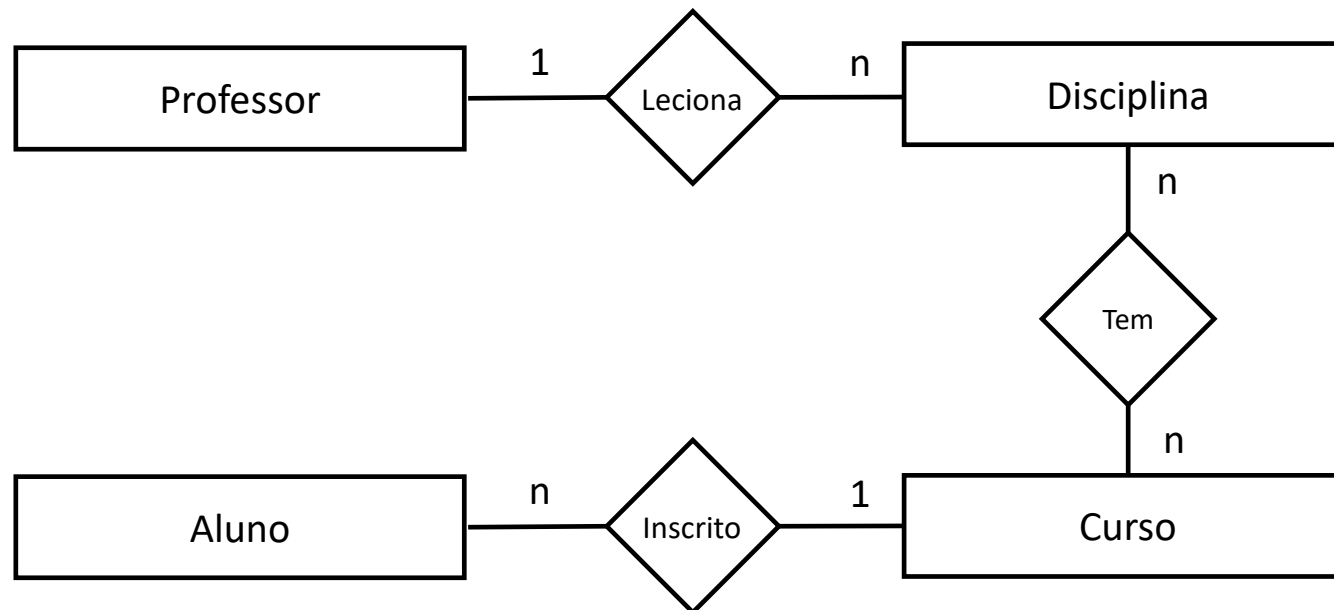 Professor
1
Leciona
n
Disciplina
n
Tem
n
Aluno
n
Inscrito
1
Curso